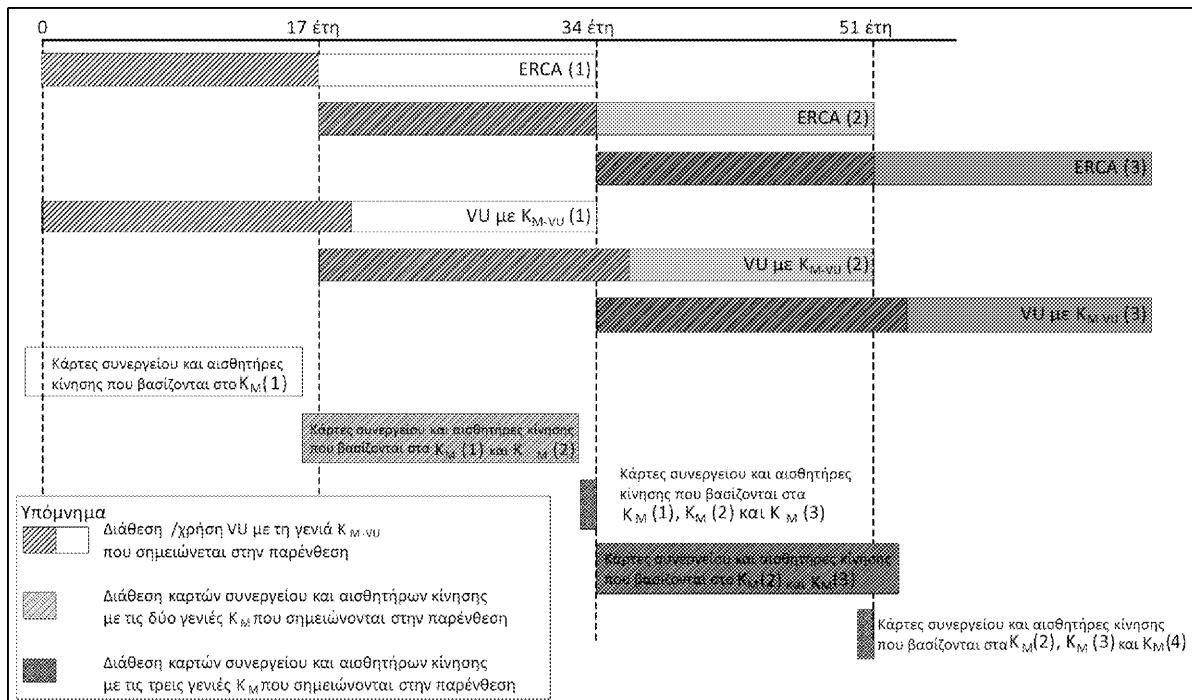 0 17 έτη 34 έτη 51 έτη
ERCA (1)
ERCA (2)
ERCA (3)
VU με K_M-VU (1)
VU με K_M-VU (2)
VU με K_M-VU (3)
Κάρτες συνεργείου και αισθητήρες
κίνησης που βασίζονται στο K_M(1)
Κάρτες συνεργείου και αισθητήρες κίνησης
που βασίζονται στα K_M (1) και K_M (2)
Κάρτες συνεργείου και αισθητήρες
κίνησης που βασίζονται στα
K_M (1), K_M (2) και K_M (3)
Κάρτες συνεργείου και αισθητήρες κίνησης
που βασίζονται στο K_M(2) και K_M(3)
Κάρτες συνεργείου και αισθητήρες κίνησης
που βασίζονται στα K_M(2), K_M (3) και K_M(4)
Υπόμνημα
Διάθεση /χρήση VU με τη γενιά K_M-VU
που σημειώνεται στην παρένθεση
Διάθεση καρτών συνεργείου και αισθητήρων κίνησης
με τις δύο γενιές K_M που σημειώνονται στην παρένθεση
Διάθεση καρτών συνεργείου και αισθητήρων κίνησης
με τις τρεις γενιές K_M που σημειώνονται στην παρένθεση